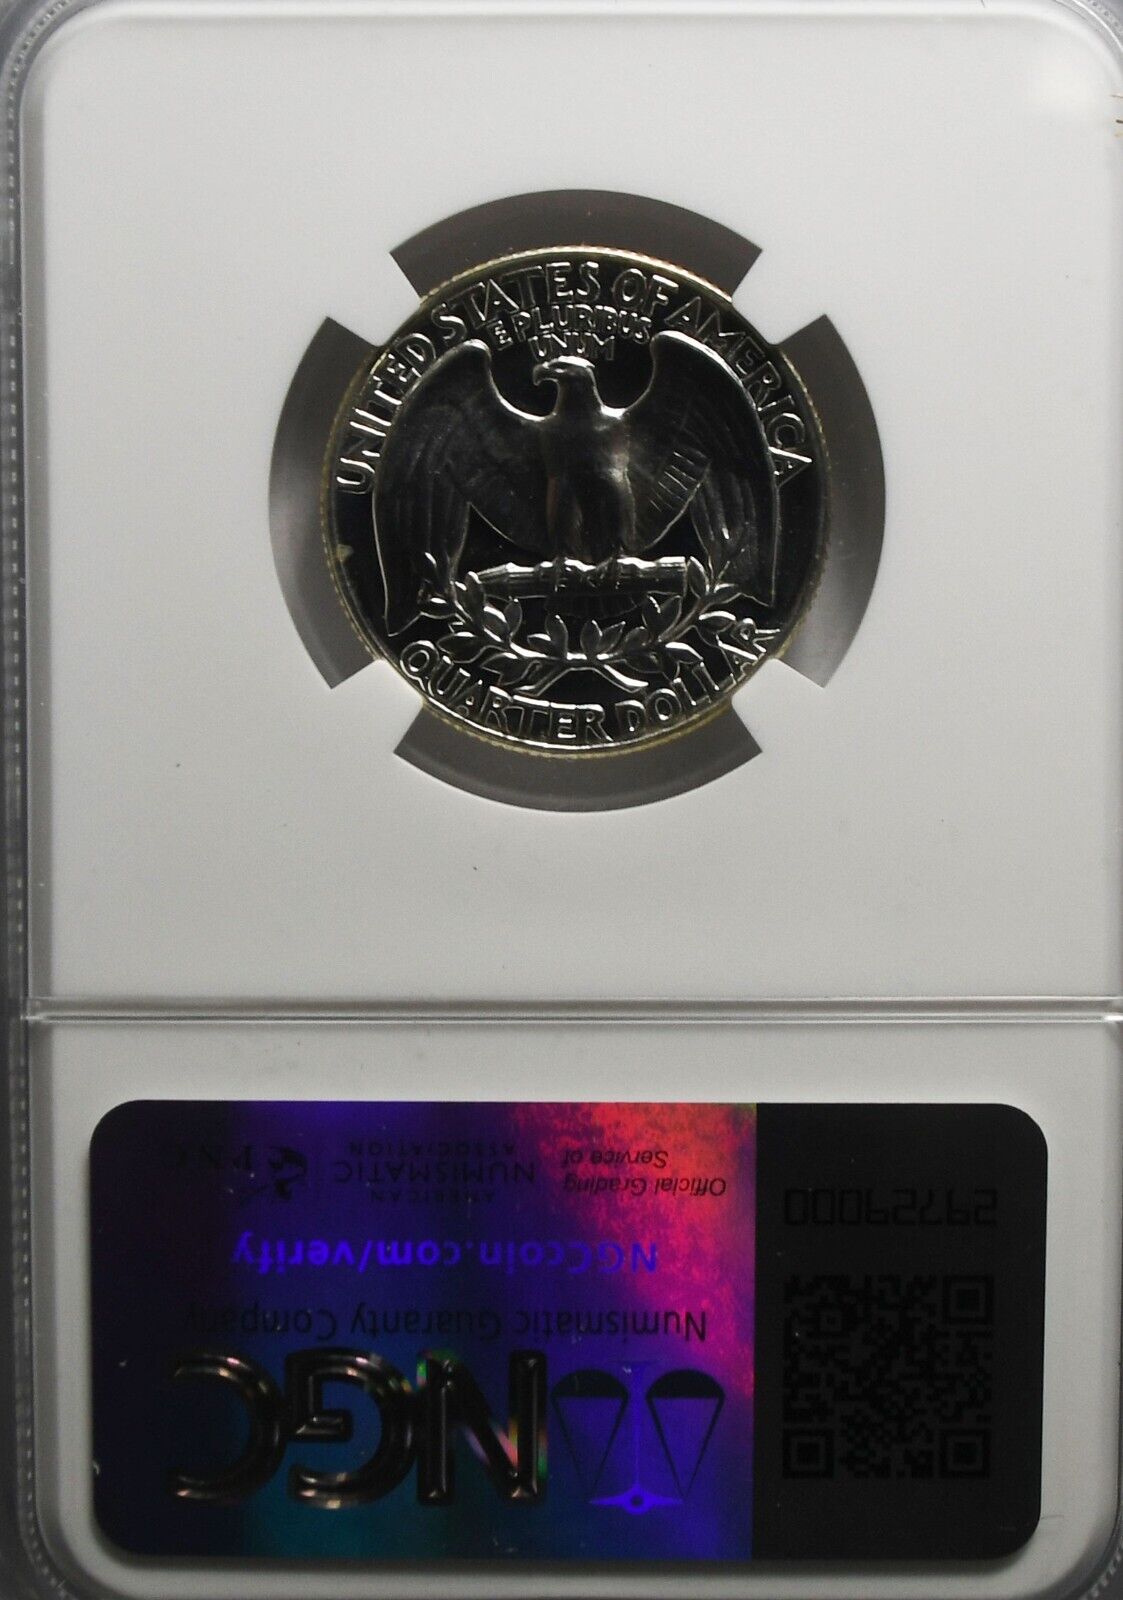 UNITED STATES OF AMERICA
E PLURIBUS
UNUM
QUARTER DOLLAR
NGC
Numismatic Guaranty Company
NGCcoin.com/verify
Official Grading
Service of
AMERICAN
NUMISMATIC
ASSOCIATION
PNG
29729000